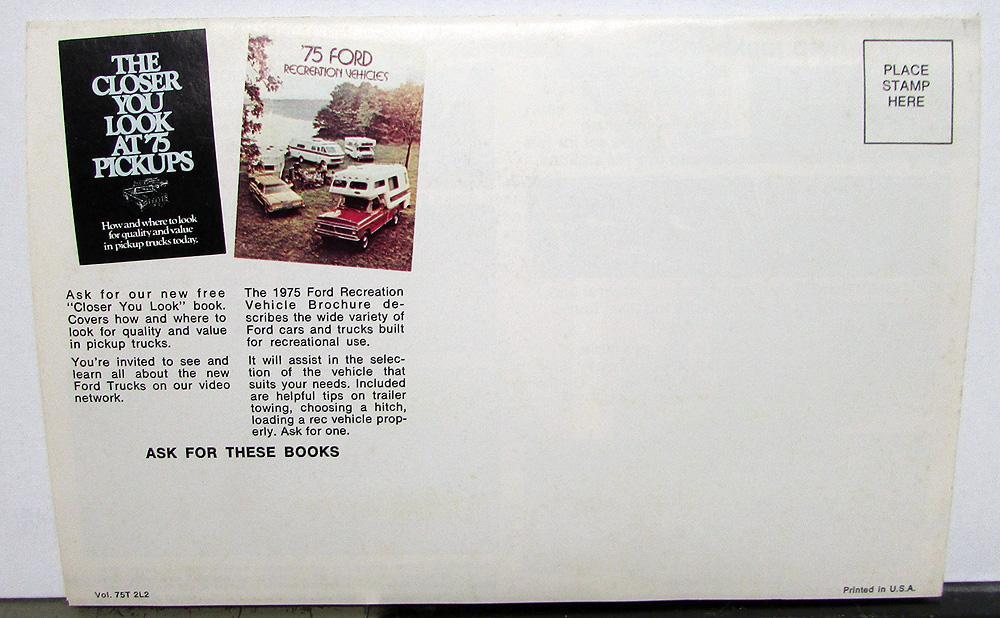 THE
CLOSER
YOU
LOOK
AT '75
PICKUPS
How and where to look
for quality and value
in pickup trucks today.
'75 FORD
RECREATION VEHICLES
PLACE
STAMP
HERE
Ask for our new free
"Closer You Look" book.
Covers how and where to
look for quality and value
in pickup trucks.
You're invited to see and
learn all about the new
Ford Trucks on our video
network.
The 1975 Ford Recreation
Vehicle Brochure de-
scribes the wide variety of
Ford cars and trucks built
for recreational use.
It will assist in the selec-
tion of the vehicle that
suits your needs. Included
are helpful tips on trailer
towing, choosing a hitch,
loading a rec vehicle prop-
erly. Ask for one.
ASK FOR THESE BOOKS
Vol. 75T 2L2
Printed in U.S.A.